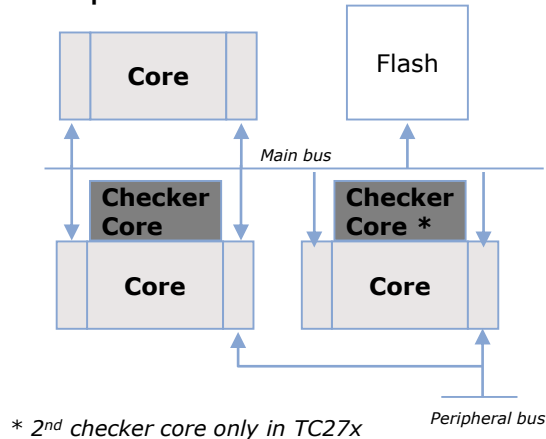 Core
Flash
Main bus
Checker
Core
Checker
Core *
Core
Core
* 2nd checker core only in TC27x
Peripheral bus